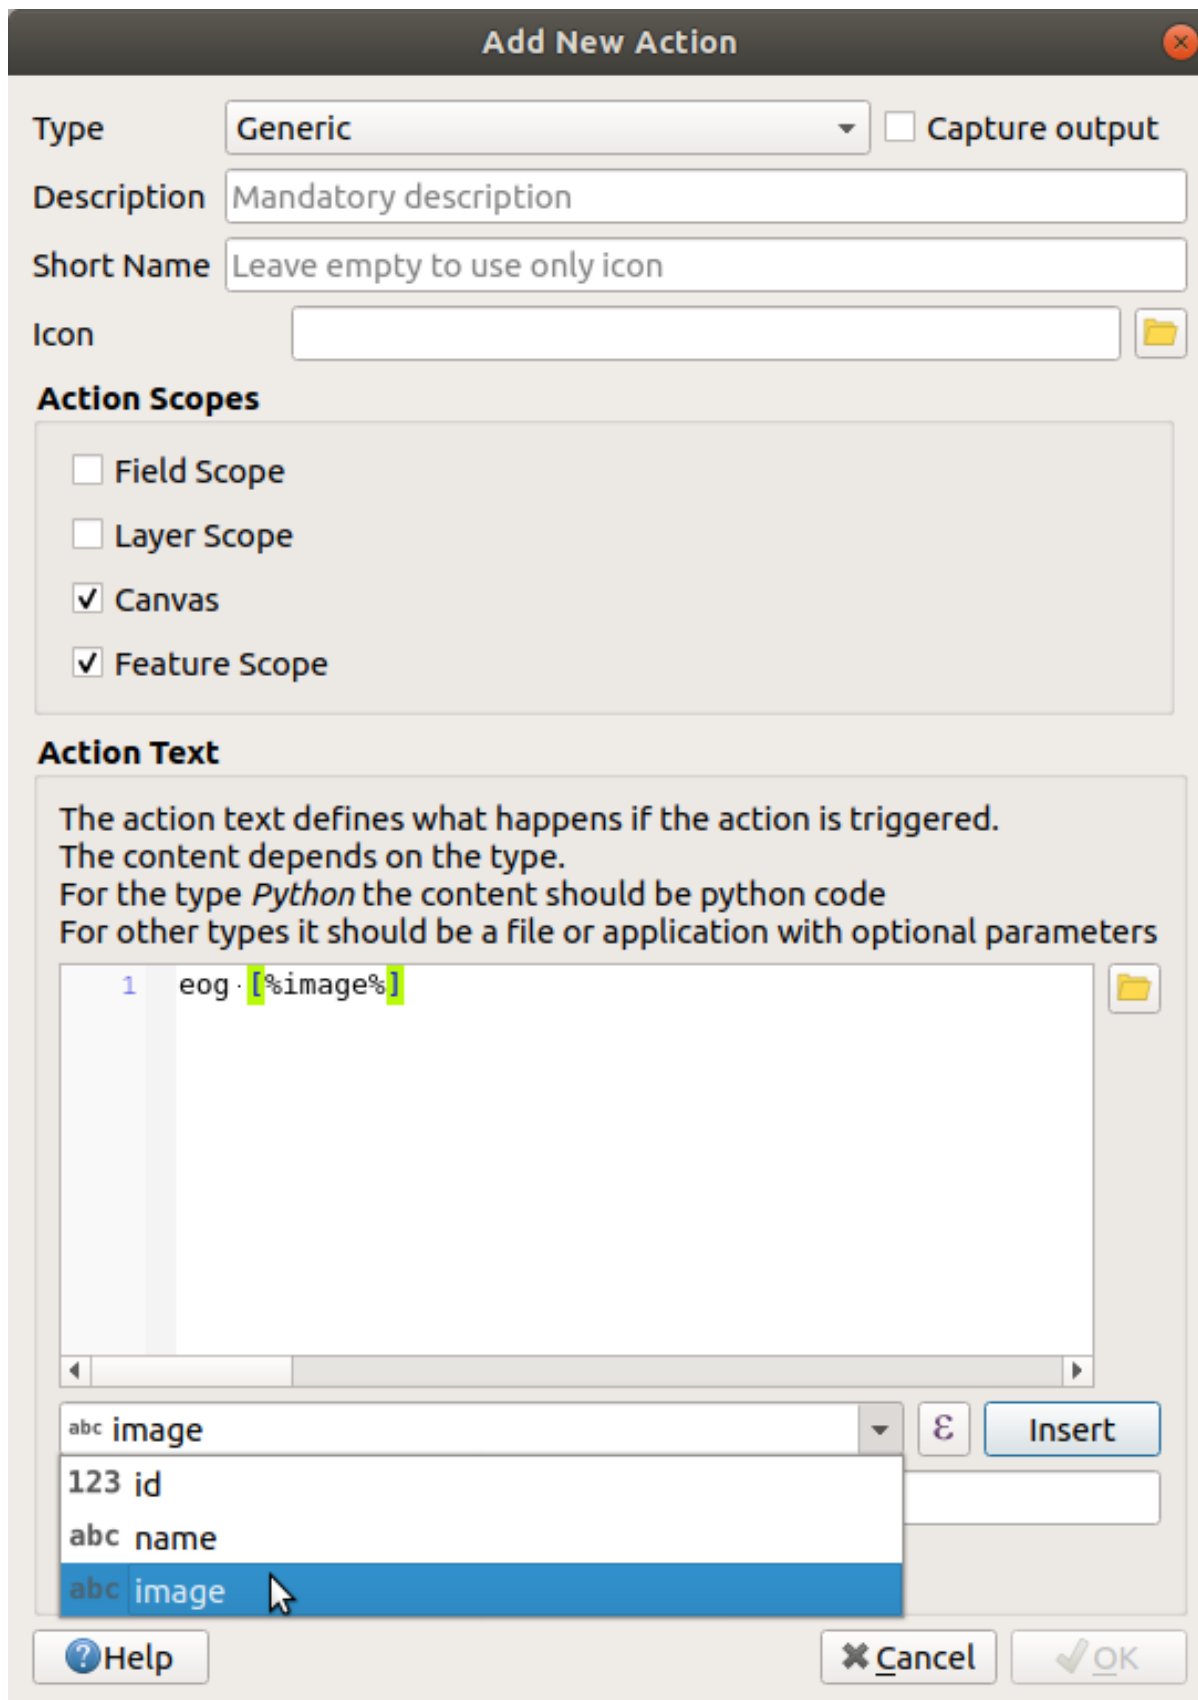 Add New Action
Type Generic Capture output
Description Mandatory description
Short Name Leave empty to use only icon
Icon
Action Scopes
Field Scope
Layer Scope
Canvas
Feature Scope
Action Text
The action text defines what happens if the action is triggered.
The content depends on the type.
For the type Python the content should be python code
For other types it should be a file or application with optional parameters
1 eog·[%image%]
abc image ε Insert
123 id
abc name
abc image
?Help Cancel OK